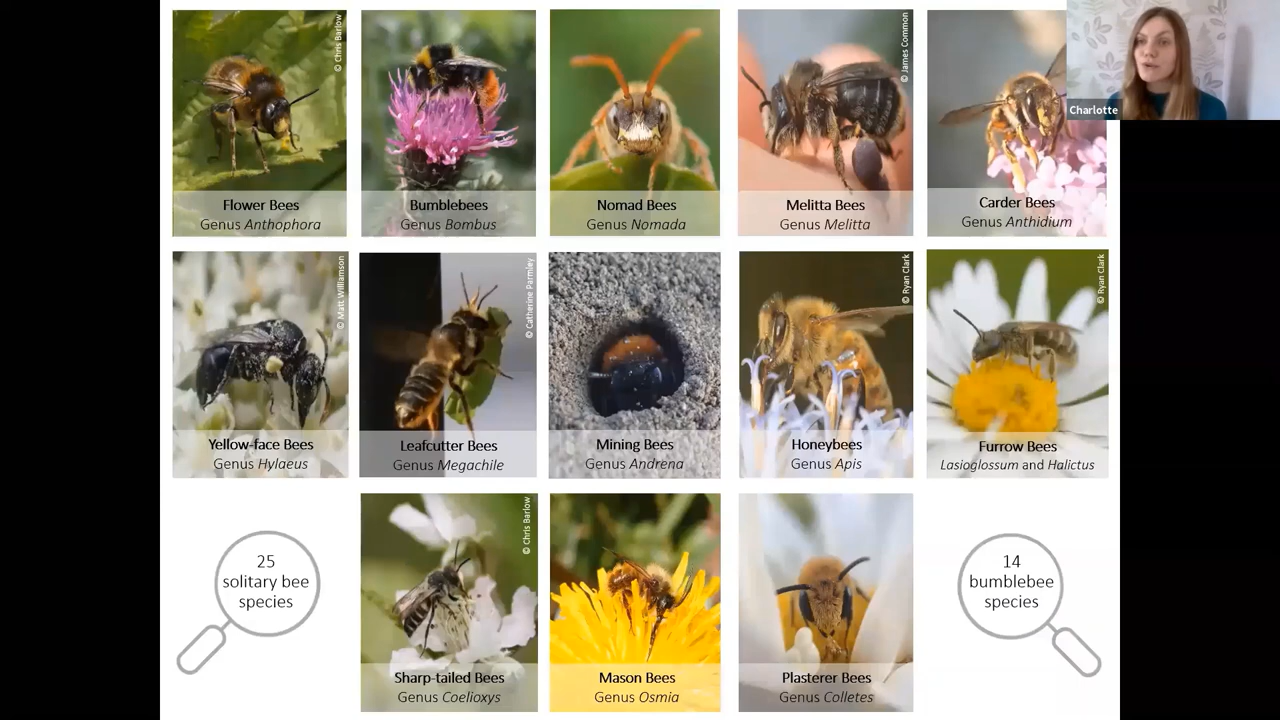 © Chris Barlow
Flower Bees
Genus Anthophora
Bumblebees
Genus Bombus
Nomad Bees
Genus Nomada
© James Common
Melitta Bees
Genus Melitta
Carder Bees
Genus Anthidium
Charlotte
© Matt Williamson
Yellow-face Bees
Genus Hylaeus
© Catherine Parmley
Leafcutter Bees
Genus Megachile
Mining Bees
Genus Andrena
© Ryan Clark
Honeybees
Genus Apis
© Ryan Clark
Furrow Bees
Lasioglossum and Halictus
25
solitary bee
species
© Chris Barlow
Sharp-tailed Bees
Genus Coelioxys
Mason Bees
Genus Osmia
Plasterer Bees
Genus Colletes
14
bumblebee
species